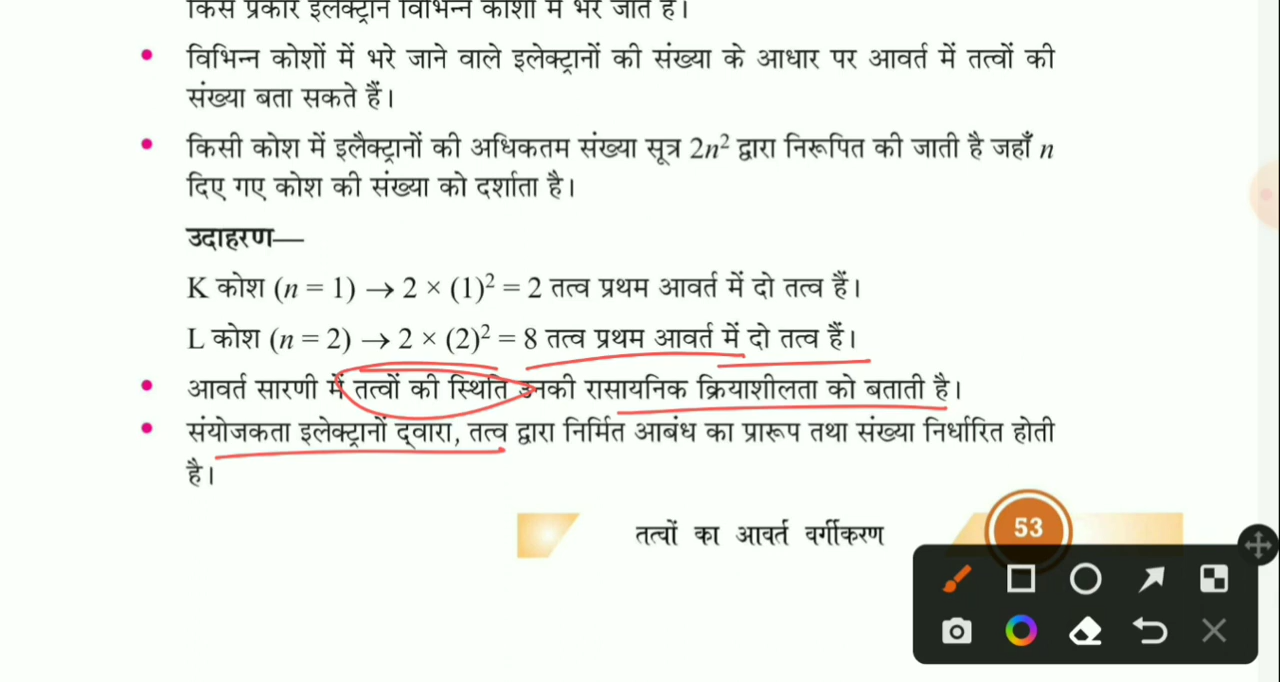 किस प्रकार इलेक्ट्रॉन विभिन्न कोशों में भरे जाते हैं।
• विभिन्न कोशों में भरे जाने वाले इलेक्ट्रानों की संख्या के आधार पर आवर्त में तत्वों की
संख्या बता सकते हैं।
• किसी कोश में इलैक्ट्रानों की अधिकतम संख्या सूत्र 2n² द्वारा निरूपित की जाती है जहाँ n
दिए गए कोश की संख्या को दर्शाता है।
उदाहरण—
K कोश (n = 1) → 2 × (1)² = 2 तत्व प्रथम आवर्त में दो तत्व हैं।
L कोश (n = 2) → 2 × (2)² = 8 तत्व प्रथम आवर्त में दो तत्व हैं।
• आवर्त सारणी में तत्वों की स्थिति उनकी रासायनिक क्रियाशीलता को बताती है।
• संयोजकता इलेक्ट्रानों द्वारा, तत्व द्वारा निर्मित आबंध का प्रारूप तथा संख्या निर्धारित होती
है।
तत्वों का आवर्त वर्गीकरण 53